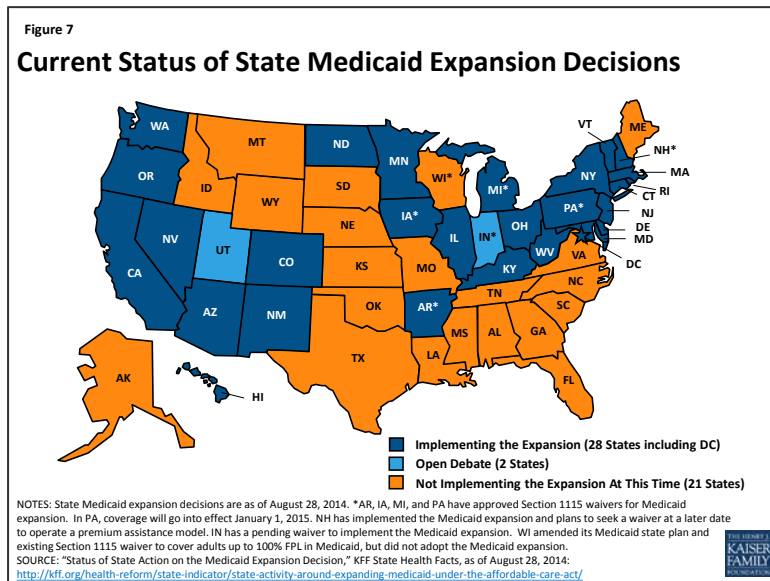 Figure 7
Current Status of State Medicaid Expansion Decisions
WA
OR
CA
NV
ID
MT
WY
UT
AZ
CO
NM
ND
SD
NE
KS
OK
TX
MN
IA*
MO
AR*
LA
WI*
IL
MI*
IN*
OH
KY
TN
MS
AL
GA
FL
SC
NC
VA
WV
PA*
NY
VT
ME
NH*
MA
RI
CT
NJ
DE
MD
DC
AK
HI
Implementing the Expansion (28 States including DC)
Open Debate (2 States)
Not Implementing the Expansion At This Time (21 States)
NOTES: State Medicaid expansion decisions are as of August 28, 2014. *AR, IA, MI, and PA have approved Section 1115 waivers for Medicaid
expansion. In PA, coverage will go into effect January 1, 2015. NH has implemented the Medicaid expansion and plans to seek a waiver at a later date
to operate a premium assistance model. IN has a pending waiver to implement the Medicaid expansion. WI amended its Medicaid state plan and
existing Section 1115 waiver to cover adults up to 100% FPL in Medicaid, but did not adopt the Medicaid expansion.
SOURCE: “Status of State Action on the Medicaid Expansion Decision,” KFF State Health Facts, as of August 28, 2014:
http://kff.org/health-reform/state-indicator/state-activity-around-expanding-medicaid-under-the-affordable-care-act/
THE HENRY J.
KAISER
FAMILY
FOUNDATION